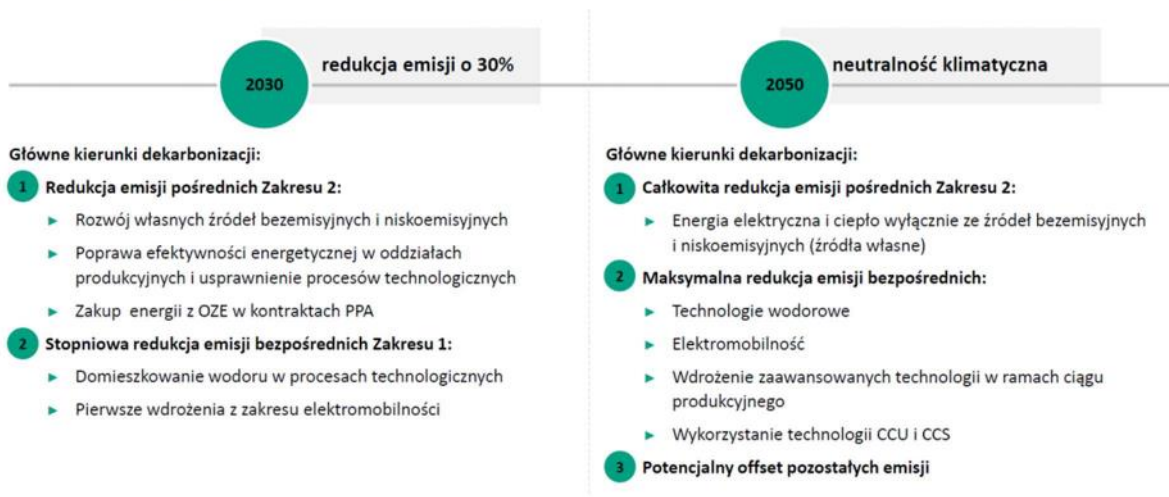 2030
redukcja emisji o 30%
Główne kierunki dekarbonizacji:
1 Redukcja emisji pośrednich Zakresu 2:
► Rozwój własnych źródeł bezemisyjnych i niskoemisyjnych
► Poprawa efektywności energetycznej w oddziałach
produkcyjnych i usprawnienie procesów technologicznych
► Zakup energii z OZE w kontraktach PPA
2 Stopniowa redukcja emisji bezpośrednich Zakresu 1:
► Domieszkowanie wodoru w procesach technologicznych
► Pierwsze wdrożenia z zakresu elektromobilności
2050
neutralność klimatyczna
Główne kierunki dekarbonizacji:
1 Całkowita redukcja emisji pośrednich Zakresu 2:
► Energia elektryczna i ciepło wyłącznie ze źródeł bezemisyjnych
i niskoemisyjnych (źródła własne)
2 Maksymalna redukcja emisji bezpośrednich:
► Technologie wodorowe
► Elektromobilność
► Wdrożenie zaawansowanych technologii w ramach ciągu
produkcyjnego
► Wykorzystanie technologii CCU i CCS
3 Potencjalny offset pozostałych emisji